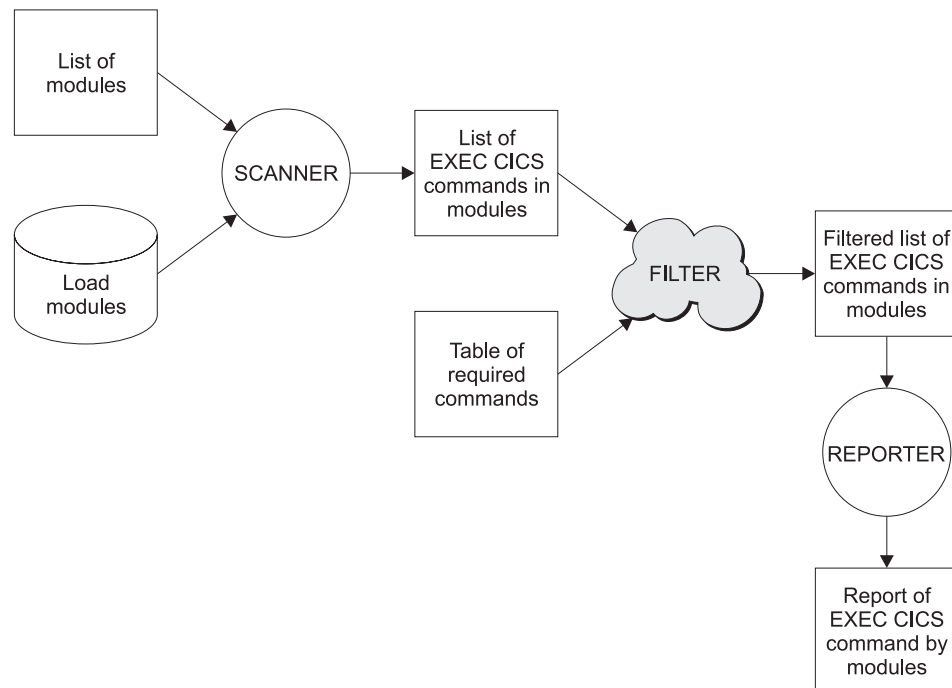 List of
modules
Load
modules
SCANNER
List of
EXEC CICS
commands in
modules
Table of
required
commands
FILTER
Filtered list of
EXEC CICS
commands in
modules
REPORTER
Report of
EXEC CICS
command by
modules